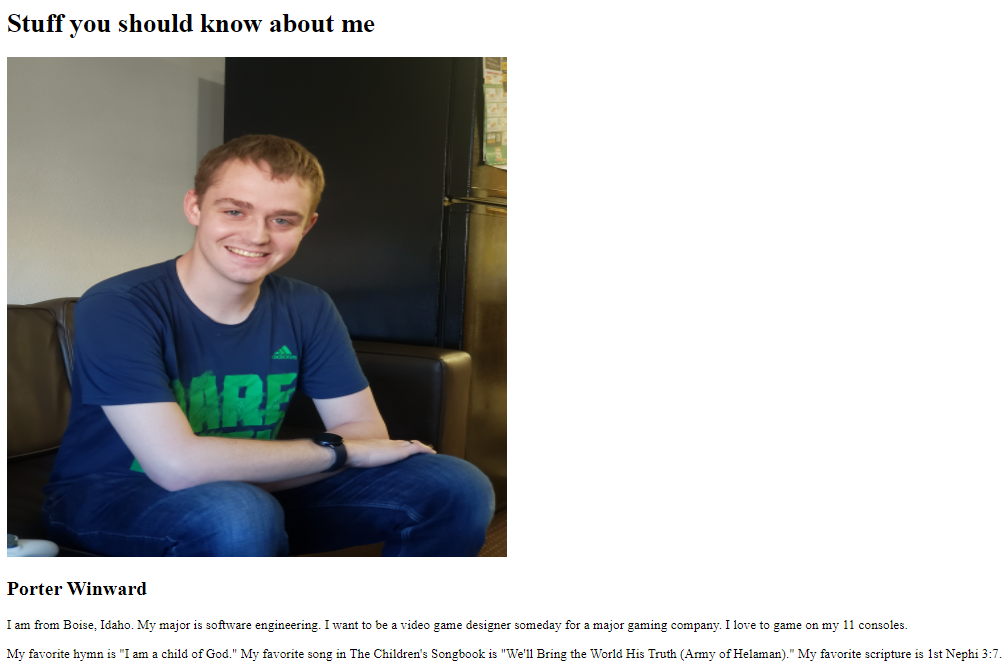 Stuff you should know about me
adidas
DARE
Porter Winward
I am from Boise, Idaho. My major is software engineering. I want to be a video game designer someday for a major gaming company. I love to game on my 11 consoles.
My favorite hymn is "I am a child of God." My favorite song in The Children's Songbook is "We'll Bring the World His Truth (Army of Helaman)." My favorite scripture is 1st Nephi 3:7.